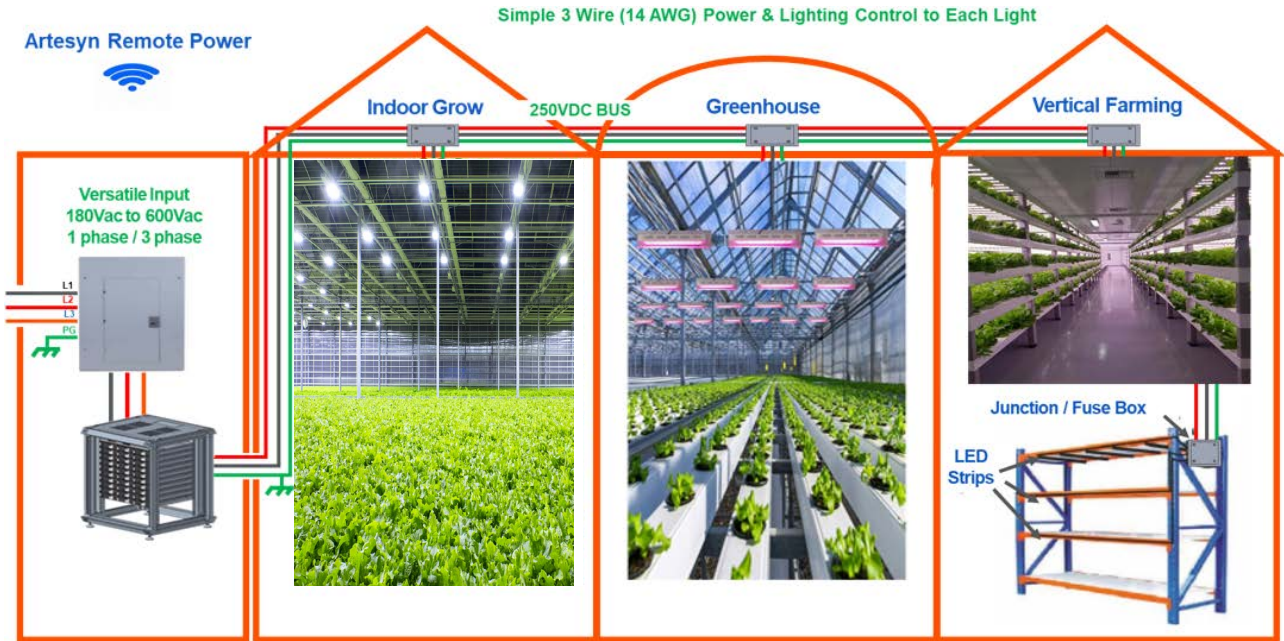 Simple 3 Wire (14 AWG) Power & Lighting Control to Each Light
Artesyn Remote Power
Indoor Grow
250VDC BUS
Greenhouse
Vertical Farming
Versatile Input
180Vac to 600Vac
1 phase / 3 phase
L1
L2
L3
PG
Junction / Fuse Box
LED
Strips